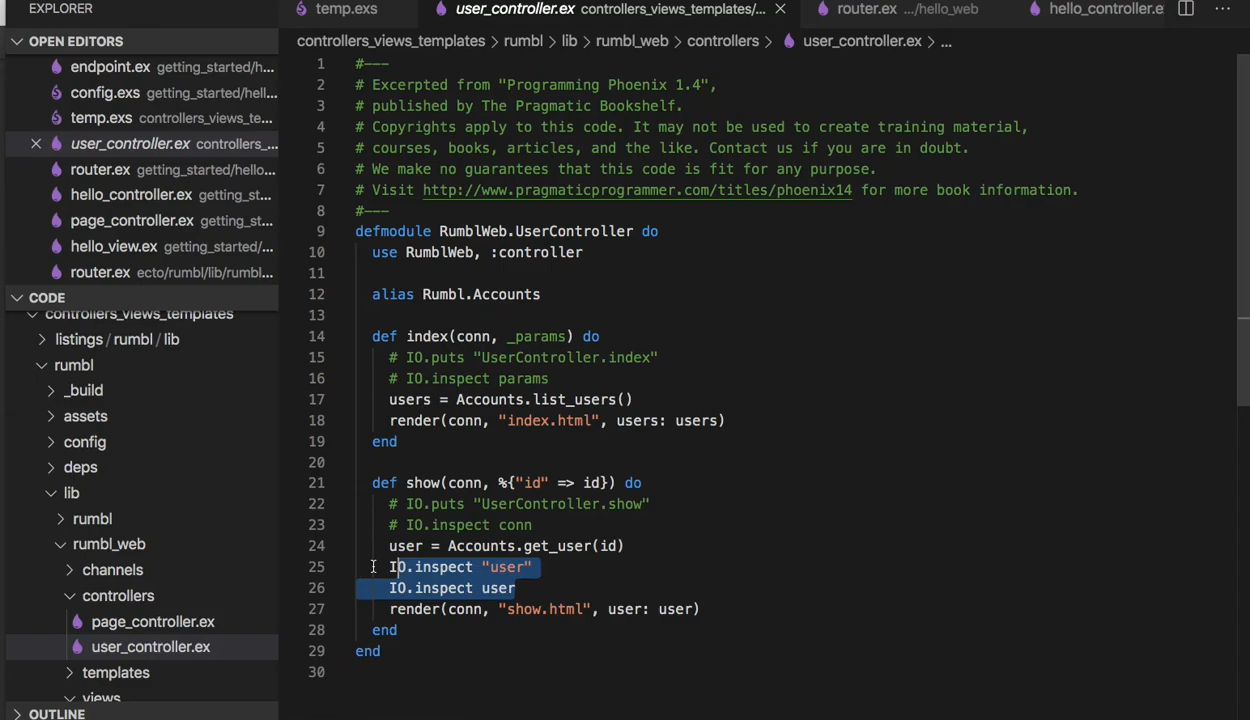 EXPLORER
OPEN EDITORS
endpoint.ex getting_started/h...
config.exs getting_started/hell...
temp.exs controllers_views_te...
user_controller.ex controllers_...
router.ex getting_started/hello...
hello_controller.ex getting_st...
page_controller.ex getting_st...
hello_view.ex getting_started/...
router.ex ecto/rumbl/lib/rumbl...
CODE
controllers_views_templates
listings / rumbl / lib
rumbl
_build
assets
config
deps
lib
rumbl
rumbl_web
channels
controllers
page_controller.ex
user_controller.ex
templates
views
OUTLINE
temp.exs
user_controller.ex controllers_views_templates/...
router.ex .../hello_web
hello_controller.e
controllers_views_templates > rumbl > lib > rumbl_web > controllers > user_controller.ex > ...
1 #---
2 # Excerpted from "Programming Phoenix 1.4",
3 # published by The Pragmatic Bookshelf.
4 # Copyrights apply to this code. It may not be used to create training material,
5 # courses, books, articles, and the like. Contact us if you are in doubt.
6 # We make no guarantees that this code is fit for any purpose.
7 # Visit http://www.pragmaticprogrammer.com/titles/phoenix14 for more book information.
8 #---
9 defmodule RumblWeb.UserController do
10 use RumblWeb, :controller
11
12 alias Rumbl.Accounts
13
14 def index(conn, _params) do
15 # IO.puts "UserController.index"
16 # IO.inspect params
17 users = Accounts.list_users()
18 render(conn, "index.html", users: users)
19 end
20
21 def show(conn, %{"id" => id}) do
22 # IO.puts "UserController.show"
23 # IO.inspect conn
24 user = Accounts.get_user(id)
25 IO.inspect "user"
26 IO.inspect user
27 render(conn, "show.html", user: user)
28 end
29 end
30